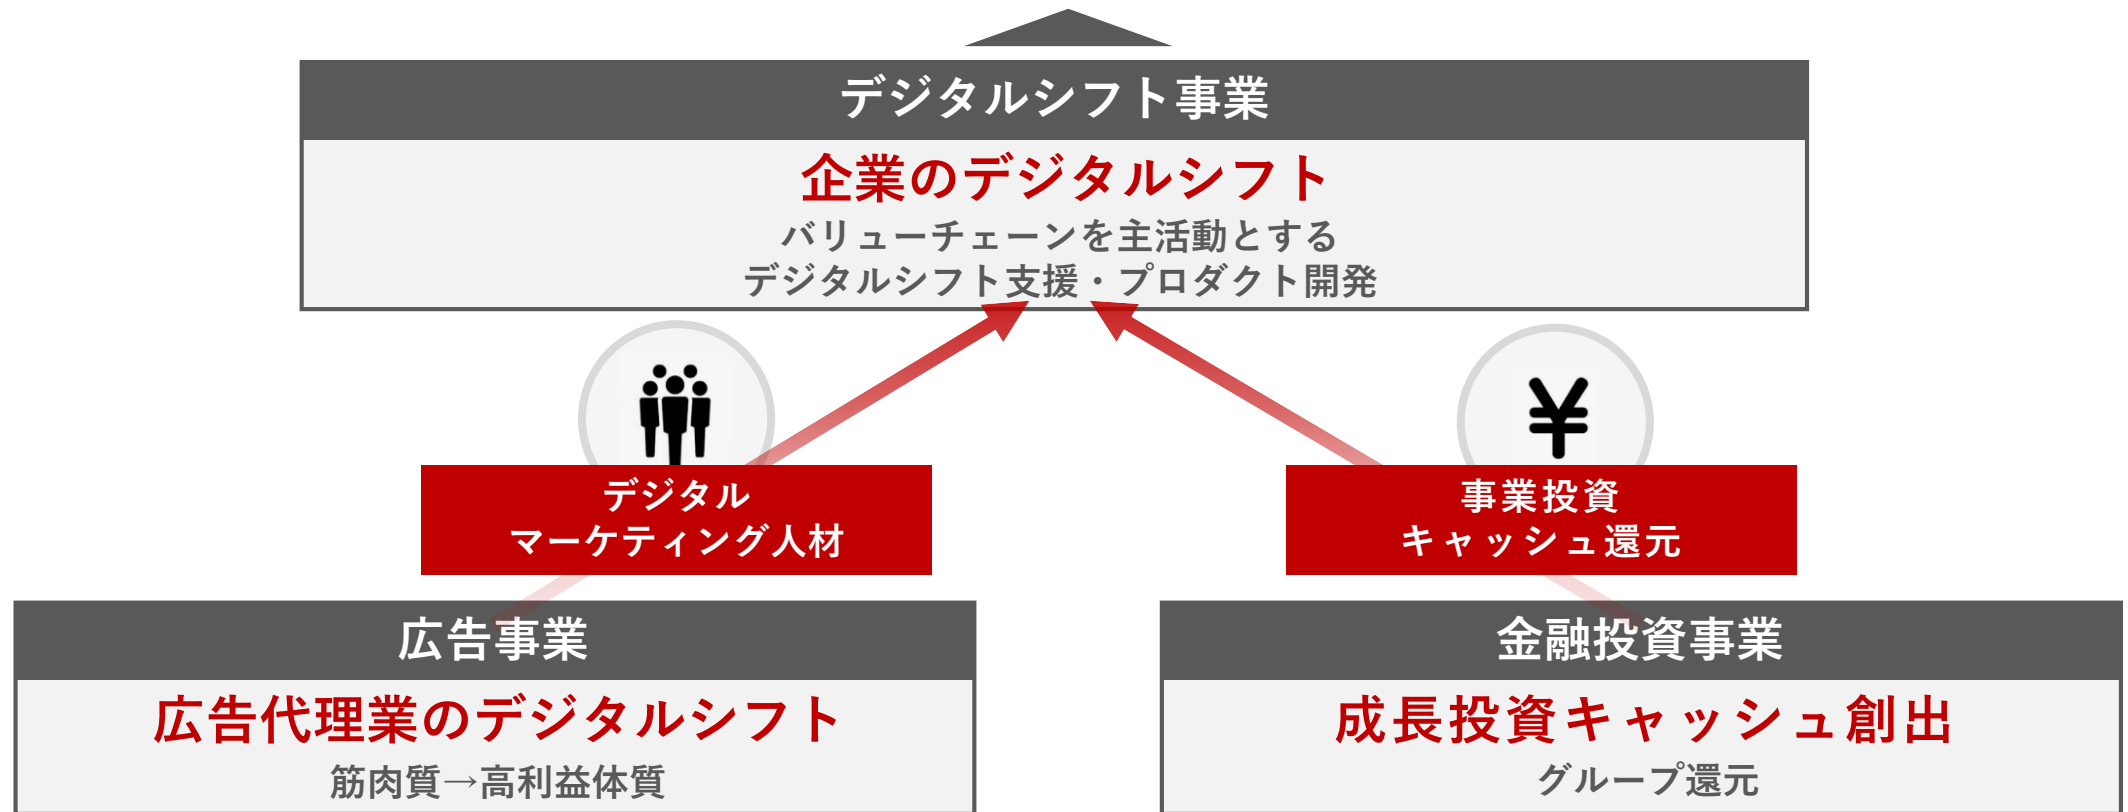 デジタルシフト事業
企業のデジタルシフト
バリューチェーンを主活動とする
デジタルシフト支援・プロダクト開発
¥
デジタル
マーケティング人材
事業投資
キャッシュ還元
広告事業
広告代理業のデジタルシフト
筋肉質→高利益体質
金融投資事業
成長投資キャッシュ創出
グループ還元